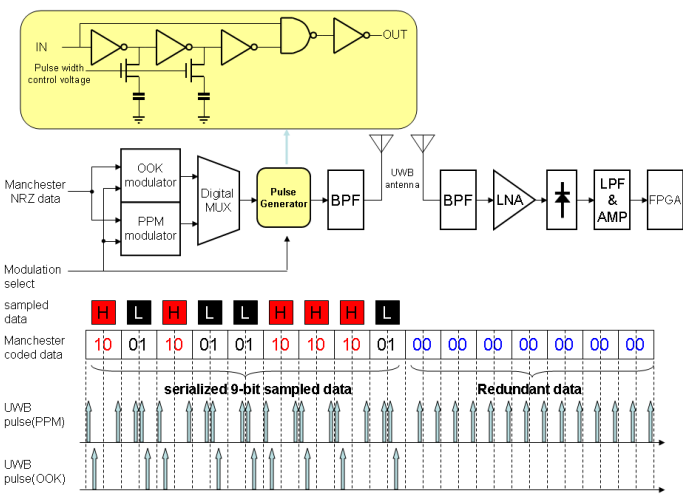 IN
OUT
Pulse width
control voltage
Manchester
NRZ data
OOK
modulator
PPM
modulator
Digital
MUX
Pulse
Generator
BPF
UWB
antenna
BPF
LNA
LPF
&
AMP
FPGA
Modulation
select
sampled
data
H L H L L H H H L
Manchester
coded data
10 01 10 01 01 10 10 10 01 00 00 00 00 00 00 00
serialized 9-bit sampled data
Redundant data
UWB
pulse(PPM)
UWB
pulse(OOK)